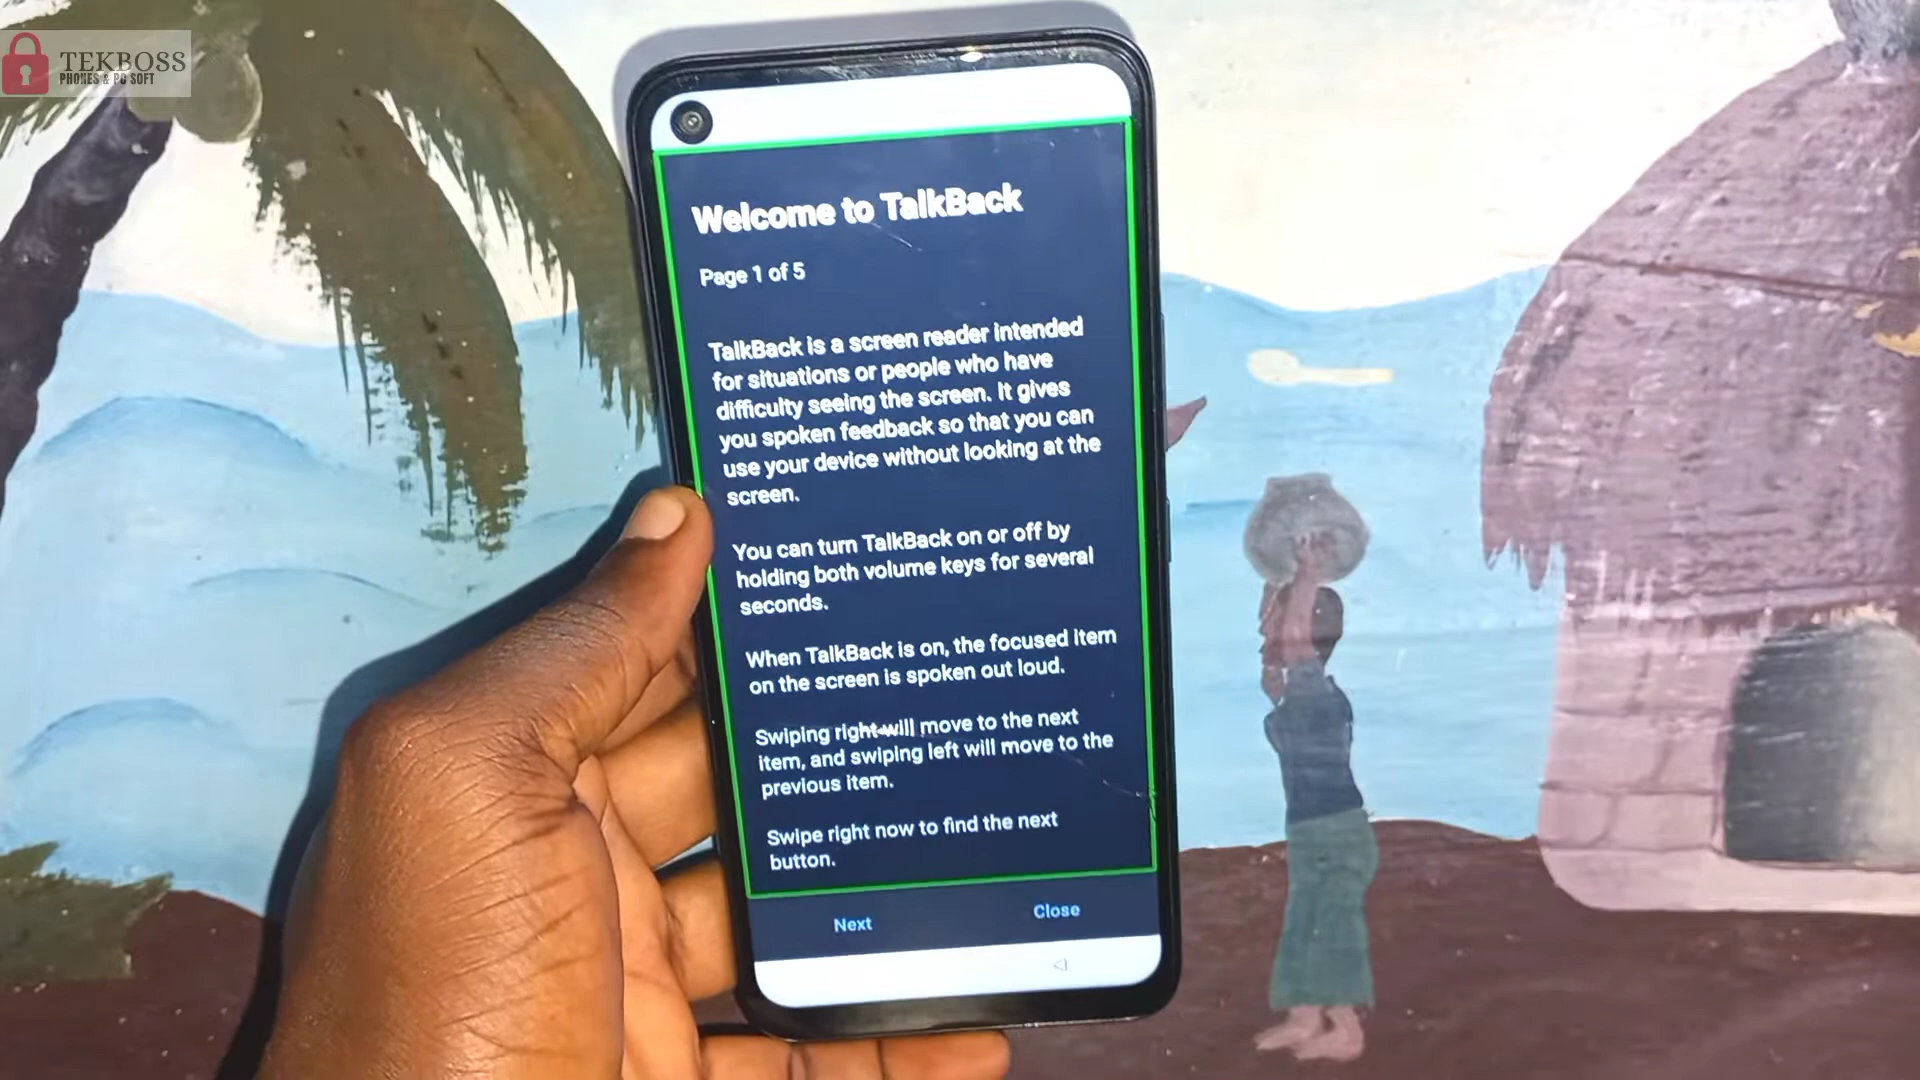 TEKBOSS
PHONES & PC SOFT
Welcome to TalkBack
Page 1 of 5
TalkBack is a screen reader intended
for situations or people who have
difficulty seeing the screen. It gives
you spoken feedback so that you can
use your device without looking at the
screen.
You can turn TalkBack on or off by
holding both volume keys for several
seconds.
When TalkBack is on, the focused item
on the screen is spoken out loud.
Swiping right will move to the next
item, and swiping left will move to the
previous item.
Swipe right now to find the next
button.
Next
Close